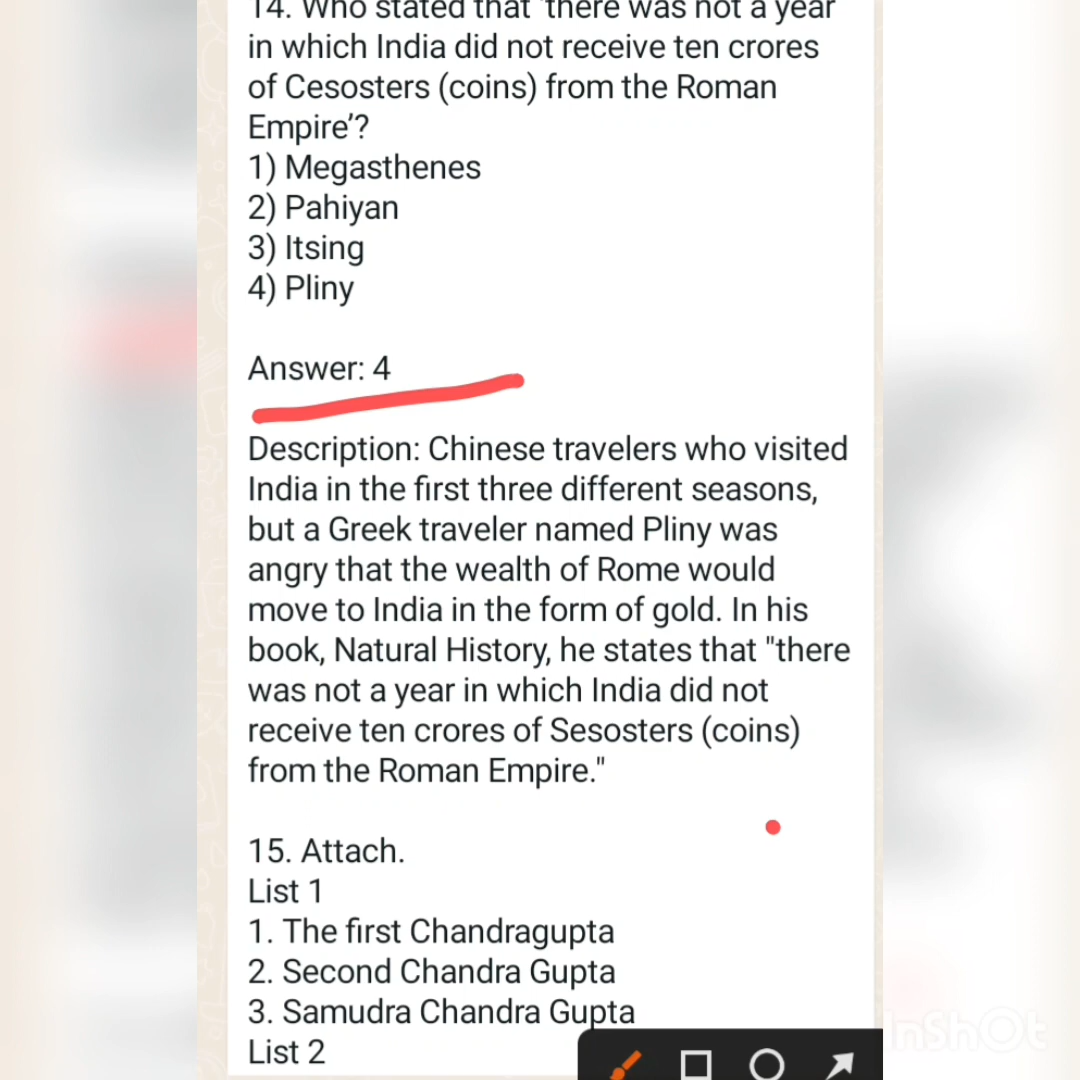 14. Who stated that 'there was not a year
in which India did not receive ten crores
of Cesosters (coins) from the Roman
Empire'?
1) Megasthenes
2) Pahiyan
3) Itsing
4) Pliny
Answer: 4
Description: Chinese travelers who visited
India in the first three different seasons,
but a Greek traveler named Pliny was
angry that the wealth of Rome would
move to India in the form of gold. In his
book, Natural History, he states that "there
was not a year in which India did not
receive ten crores of Sesosters (coins)
from the Roman Empire."
15. Attach.
List 1
1. The first Chandragupta
2. Second Chandra Gupta
3. Samudra Chandra Gupta
List 2
InShOt